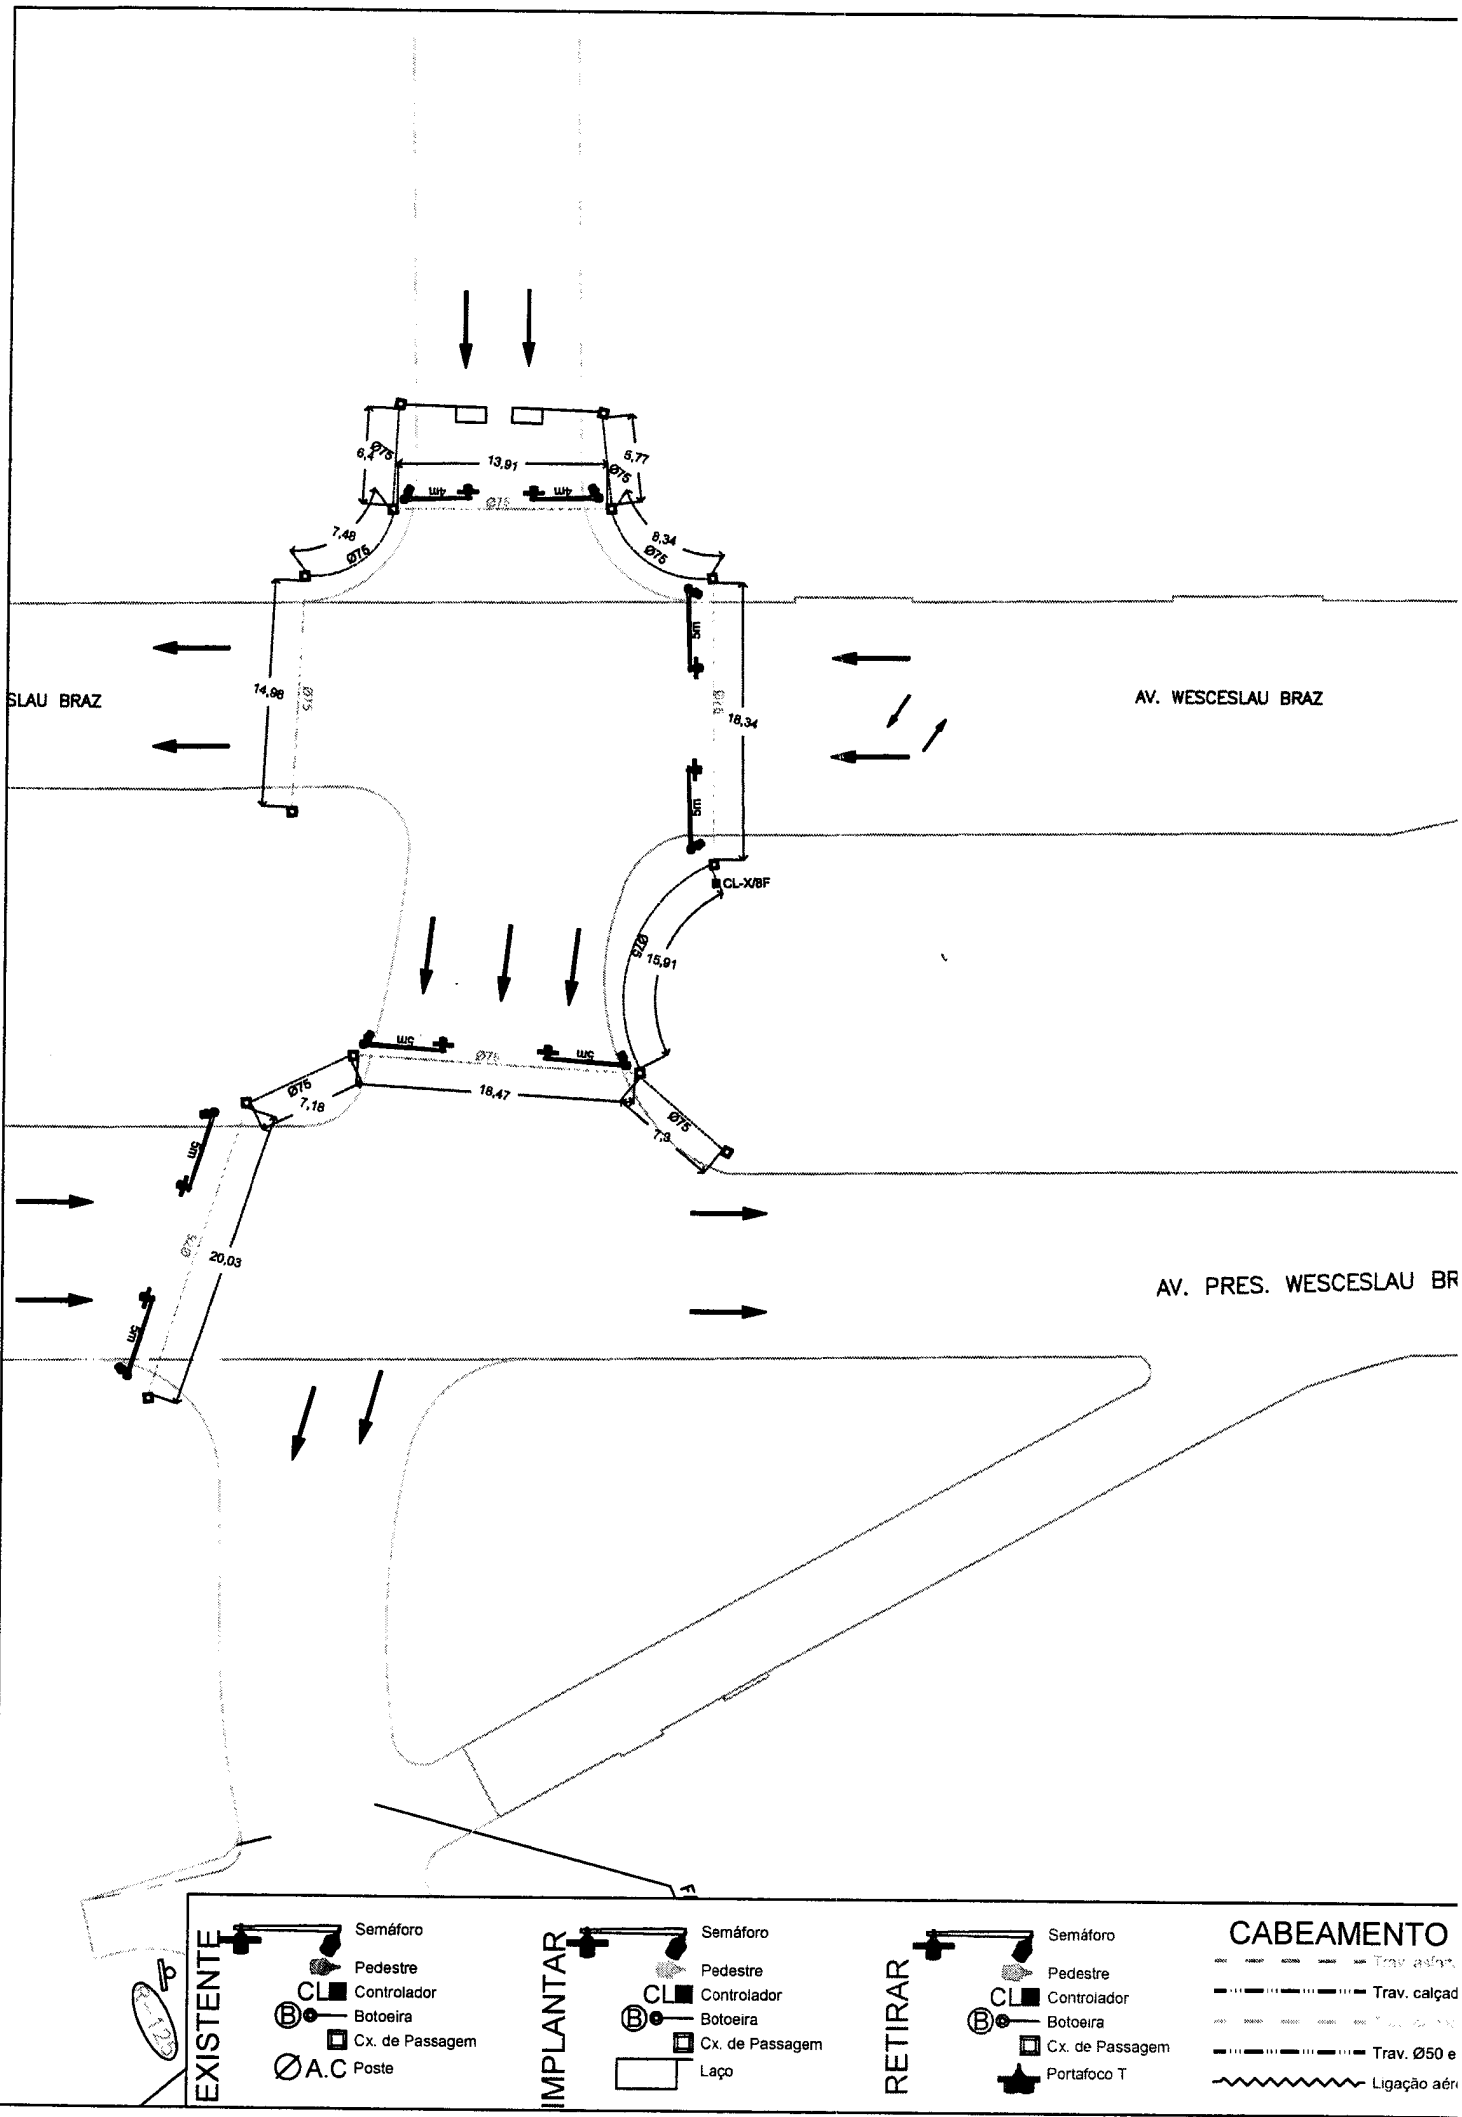 6,4
Ø75
13,91
5,77
Ø75
4m
4m
Ø75
7,48
Ø75
8,34
Ø75
5m
14,98
Ø75
SLAU BRAZ
Ø75
18,34
AV. WESCESLAU BRAZ
5m
CL-X/8F
Ø75
15,91
5m
Ø75
5m
Ø75
7,18
18,47
Ø75
7,3
5m
Ø75
20,03
5m
AV. PRES. WESCESLAU BR
F
R-125
EXISTENTE
Semáforo
Pedestre
CL Controlador
B Botoeira
Cx. de Passagem
Ø A.C Poste
IMPLANTAR
Semáforo
Pedestre
CL Controlador
B Botoeira
Cx. de Passagem
Laço
RETIRAR
Semáforo
Pedestre
CL Controlador
B Botoeira
Cx. de Passagem
Portafoco T
CABEAMENTO
Trav. calçad
Trav. Ø50 e
Ligação aér